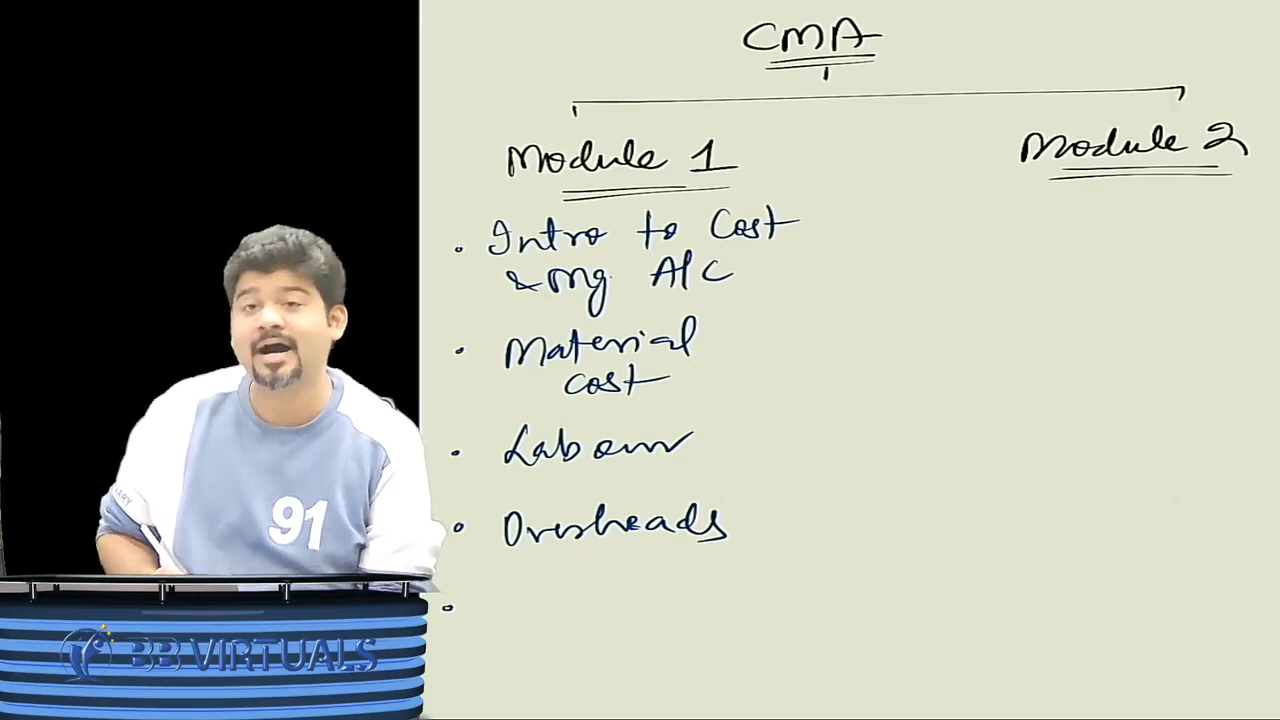 CMA
Module 1
Module 2
• Intro to Cost
& Mg. A/C
• Material
cost
• Labour
• Overheads
•
91
BB VIRTUALS